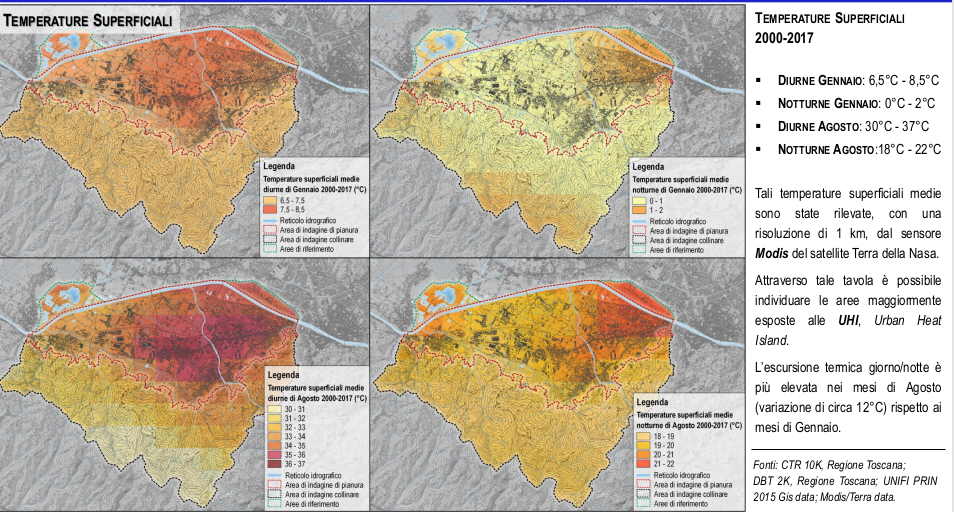 TEMPERATURE SUPERFICIALI
Legenda
Temperature superficiali medie
diurne di Gennaio 2000-2017 (°C)
6,5 - 7,5
7,5 - 8,5
Reticolo idrografico
Area di indagine di pianura
Area di indagine collinare
Aree di riferimento
Legenda
Temperature superficiali medie
notturne di Gennaio 2000-2017 (°C)
0 - 1
1 - 2
Reticolo idrografico
Area di indagine di pianura
Area di indagine collinare
Aree di riferimento
Legenda
Temperature superficiali medie
diurne di Agosto 2000-2017 (°C)
30 - 31
31 - 32
32 - 33
33 - 34
34 - 35
35 - 36
36 - 37
Reticolo idrografico
Area di indagine di pianura
Area di indagine collinare
Aree di riferimento
Legenda
Temperature superficiali medie
notturne di Agosto 2000-2017 (°C)
18 - 19
19 - 20
20 - 21
21 - 22
Reticolo idrografico
Area di indagine di pianura
Area di indagine collinare
Aree di riferimento
TEMPERATURE SUPERFICIALI
2000-2017
▪ DIURNE GENNAIO: 6,5°C - 8,5°C
▪ NOTTURNE GENNAIO: 0°C - 2°C
▪ DIURNE AGOSTO: 30°C - 37°C
▪ NOTTURNE AGOSTO:18°C - 22°C
Tali temperature superficiali medie
sono state rilevate, con una
risoluzione di 1 km, dal sensore
Modis del satellite Terra della Nasa.
Attraverso tale tavola è possibile
individuare le aree maggiormente
esposte alle UHI, Urban Heat
Island.
L'escursione termica giorno/notte è
più elevata nei mesi di Agosto
(variazione di circa 12°C) rispetto ai
mesi di Gennaio.
Fonti: CTR 10K, Regione Toscana;
DBT 2K, Regione Toscana; UNIFI PRIN
2015 Gis data; Modis/Terra data.